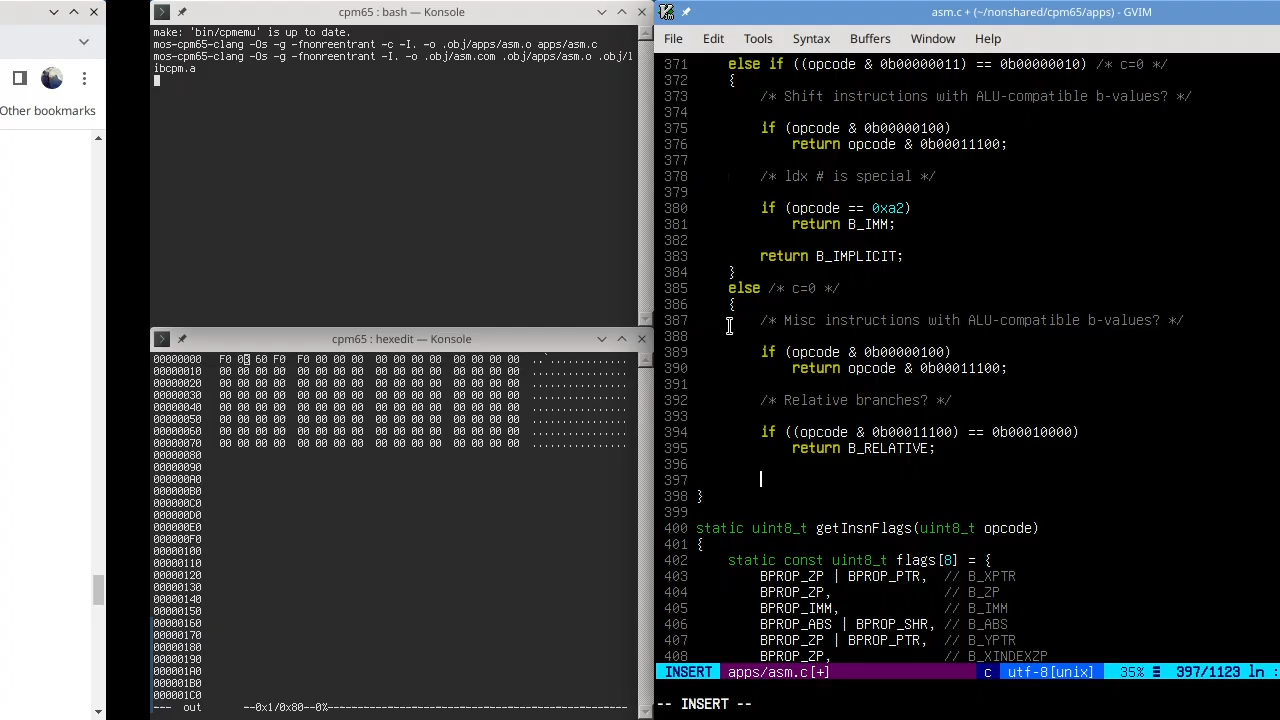 Other bookmarks
cpm65 : bash — Konsole
make: 'bin/cpmemu' is up to date.
mos-cpm65-clang -Os -g -fnonreentrant -c -I. -o .obj/apps/asm.o apps/asm.c
mos-cpm65-clang -Os -g -fnonreentrant -I. -o .obj/asm.com .obj/apps/asm.o .obj/l
ibcpm.a
cpm65 : hexedit — Konsole
00000000 F0 03 60 F0 F0 00 00 00 00 00 00 00 00 00 00 00 ..`.............
00000010 00 00 00 00 00 00 00 00 00 00 00 00 00 00 00 00 ................
00000020 00 00 00 00 00 00 00 00 00 00 00 00 00 00 00 00 ................
00000030 00 00 00 00 00 00 00 00 00 00 00 00 00 00 00 00 ................
00000040 00 00 00 00 00 00 00 00 00 00 00 00 00 00 00 00 ................
00000050 00 00 00 00 00 00 00 00 00 00 00 00 00 00 00 00 ................
00000060 00 00 00 00 00 00 00 00 00 00 00 00 00 00 00 00 ................
00000070 00 00 00 00 00 00 00 00 00 00 00 00 00 00 00 00 ................
00000080
00000090
000000A0
000000B0
000000C0
000000D0
000000E0
000000F0
00000100
00000110
00000120
00000130
00000140
00000150
00000160
00000170
00000180
00000190
000001A0
000001B0
000001C0
--- out --0x1/0x80--0%-----------------------------
asm.c + (~/nonshared/cpm65/apps) - GVIM
File Edit Tools Syntax Buffers Window Help
371 else if ((opcode & 0b00000011) == 0b00000010) /* c=0 */
372 {
373 /* Shift instructions with ALU-compatible b-values? */
374
375 if (opcode & 0b00000100)
376 return opcode & 0b00011100;
377
378 /* ldx # is special */
379
380 if (opcode == 0xa2)
381 return B_IMM;
382
383 return B_IMPLICIT;
384 }
385 else /* c=0 */
386 {
387 /* Misc instructions with ALU-compatible b-values? */
388
389 if (opcode & 0b00000100)
390 return opcode & 0b00011100;
391
392 /* Relative branches? */
393
394 if ((opcode & 0b00011100) == 0b00010000)
395 return B_RELATIVE;
396
397
398 }
399
400 static uint8_t getInsnFlags(uint8_t opcode)
401 {
402 static const uint8_t flags[8] = {
403 BPROP_ZP | BPROP_PTR, // B_XPTR
404 BPROP_ZP, // B_ZP
405 BPROP_IMM, // B_IMM
406 BPROP_ABS | BPROP_SHR, // B_ABS
407 BPROP_ZP | BPROP_PTR, // B_YPTR
408 BPROP_ZP, // B_XINDEXZP
INSERT apps/asm.c[+] c utf-8[unix] 35% ☰ 397/1123 ln :
-- INSERT --